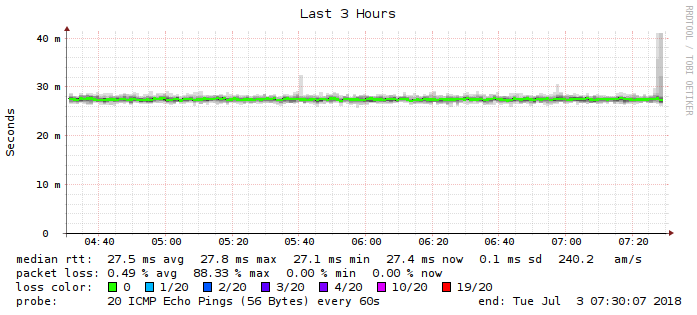 Last 3 Hours
RRDTOOL / TOBI OETIKER
Seconds
40 m
30 m
20 m
10 m
0
04:40 05:00 05:20 05:40 06:00 06:20 06:40 07:00 07:20
median rtt: 27.5 ms avg 27.8 ms max 27.1 ms min 27.4 ms now 0.1 ms sd 240.2 am/s
packet loss: 0.49 % avg 88.33 % max 0.00 % min 0.00 % now
loss color: 0 1/20 2/20 3/20 4/20 10/20 19/20
probe: 20 ICMP Echo Pings (56 Bytes) every 60s end: Tue Jul 3 07:30:07 2018